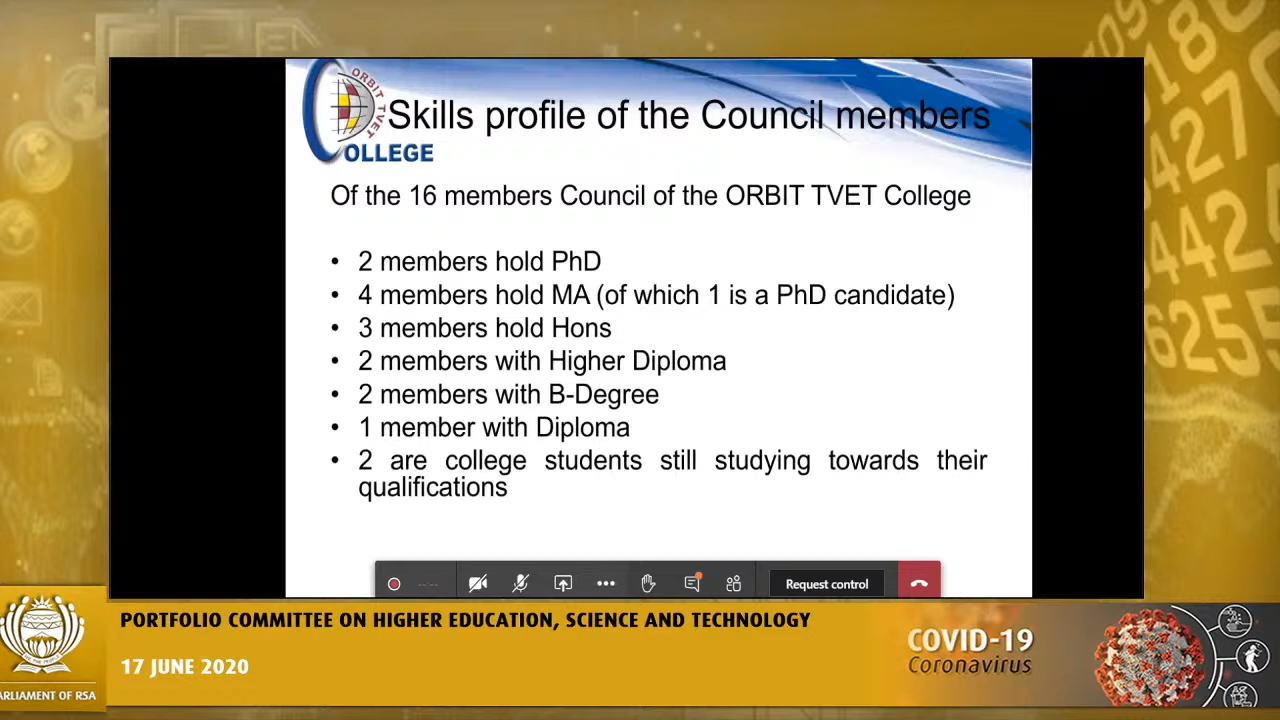 ORBIT TVET
COLLEGE
Skills profile of the Council members
Of the 16 members Council of the ORBIT TVET College
• 2 members hold PhD
• 4 members hold MA (of which 1 is a PhD candidate)
• 3 members hold Hons
• 2 members with Higher Diploma
• 2 members with B-Degree
• 1 member with Diploma
• 2 are college students still studying towards their
qualifications
Request control
PORTFOLIO COMMITTEE ON HIGHER EDUCATION, SCIENCE AND TECHNOLOGY
17 JUNE 2020
COVID-19
Coronavirus
ARLIAMENT OF RSA